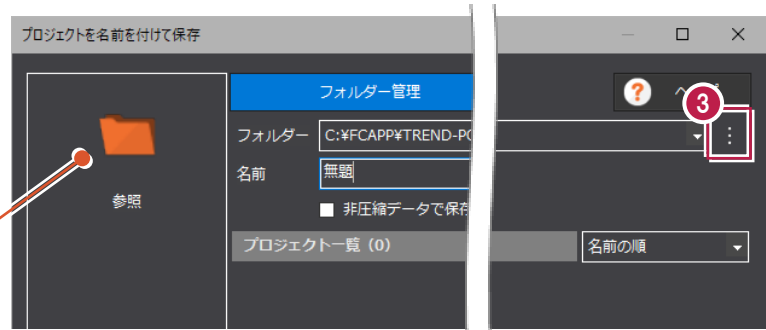 プロジェクトを名前を付けて保存
フォルダー管理
?
3
フォルダー
C:¥FCAPP¥TREND-PO
名前
無題
参照
非圧縮データで保存
プロジェクト一覧（0）
名前の順